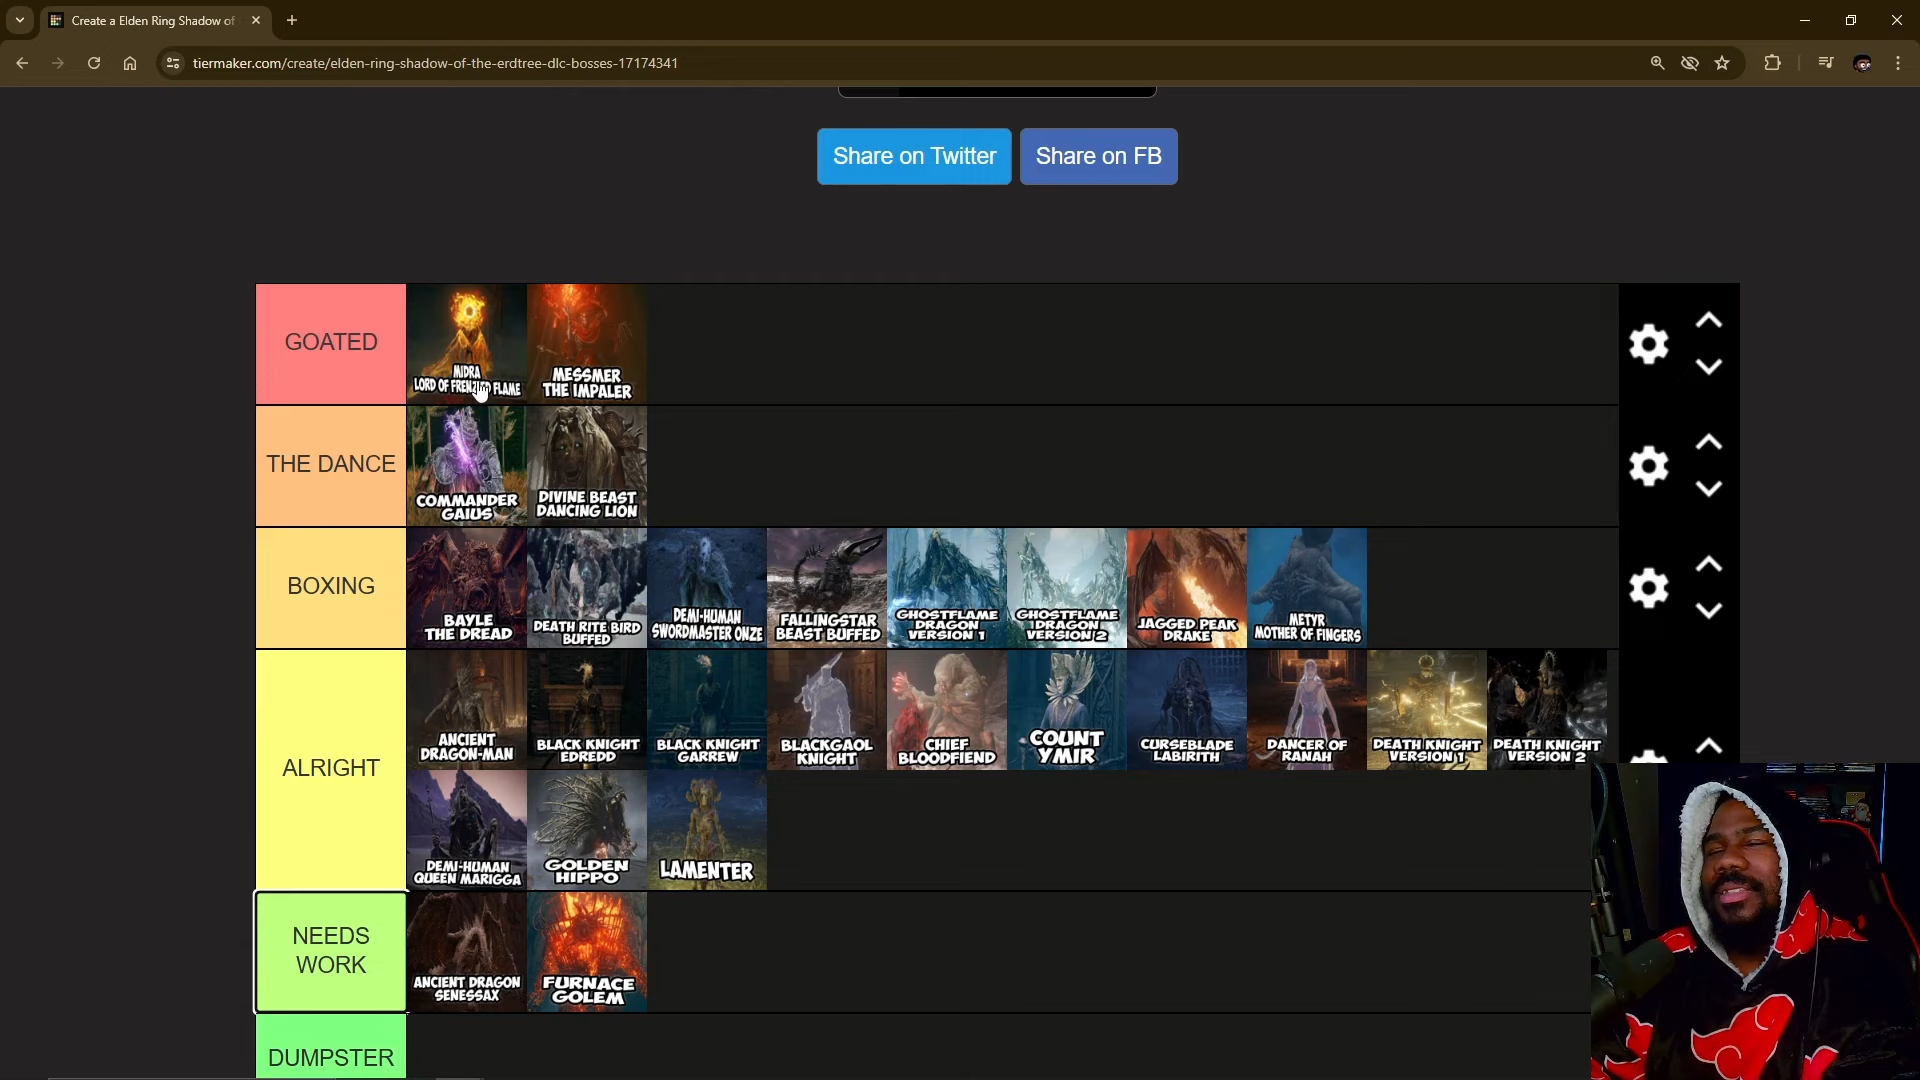 Create a Elden Ring Shadow of
tiermaker.com/create/elden-ring-shadow-of-the-erdtree-dlc-bosses-17174341
Share on Twitter
Share on FB
GOATED
MIDRA
LORD OF FRENZIED FLAME
MESSMER
THE IMPALER
THE DANCE
COMMANDER
GAIUS
DIVINE BEAST
DANCING LION
BOXING
BAYLE
THE DREAD
DEATH RITE BIRD
BUFFED
DEMI-HUMAN
SWORDMASTER ONZE
FALLINGSTAR
BEAST BUFFED
GHOSTFLAME
DRAGON
VERSION 1
GHOSTFLAME
DRAGON
VERSION 2
JAGGED PEAK
DRAKE
METYR
MOTHER OF FINGERS
ALRIGHT
ANCIENT
DRAGON-MAN
BLACK KNIGHT
EDREDD
BLACK KNIGHT
GARREW
BLACKGAOL
KNIGHT
CHIEF
BLOODFIEND
COUNT
YMIR
CURSEBLADE
LABIRITH
DANCER OF
RANAH
DEATH KNIGHT
VERSION 1
DEATH KNIGHT
VERSION 2
DEMI-HUMAN
QUEEN MARIGGA
GOLDEN
HIPPO
LAMENTER
NEEDS
WORK
ANCIENT DRAGON
SENESSAX
FURNACE
GOLEM
DUMPSTER